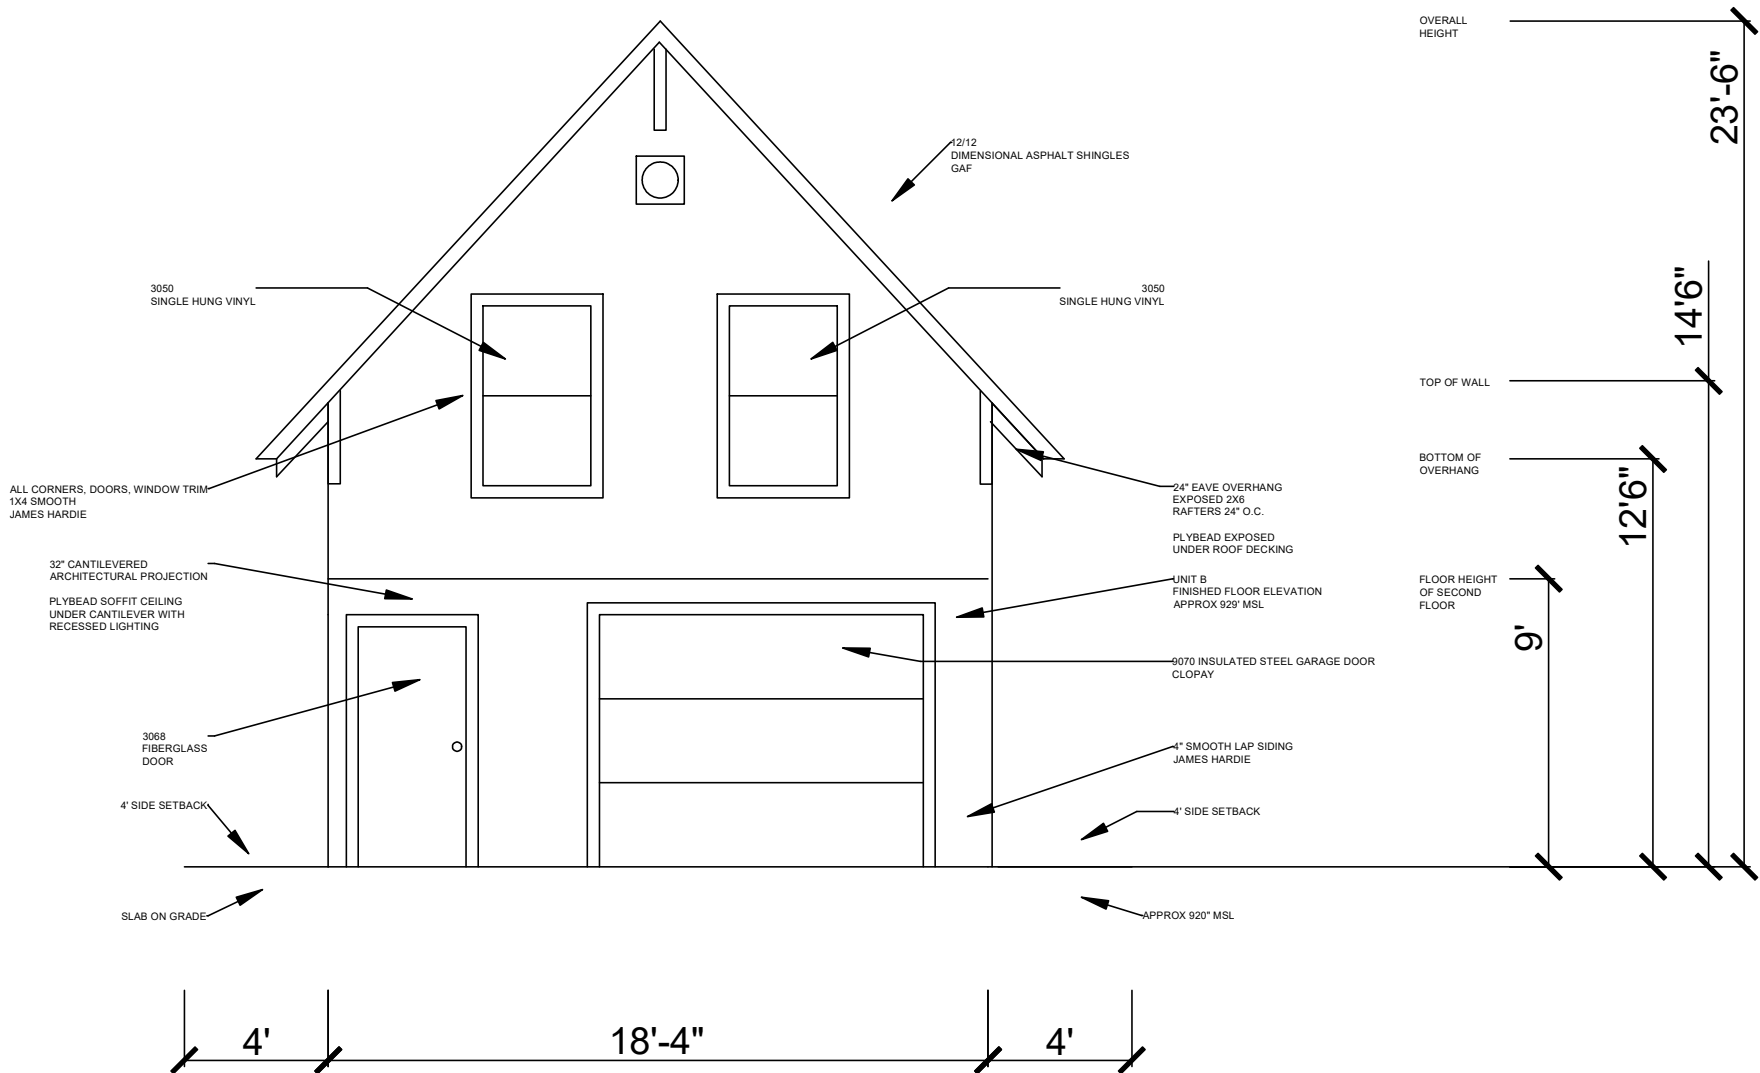 OVERALL
HEIGHT
23'-6"
12/12
DIMENSIONAL ASPHALT SHINGLES
GAF
3050
SINGLE HUNG VINYL
3050
SINGLE HUNG VINYL
14'6"
TOP OF WALL
BOTTOM OF
OVERHANG
12'6"
ALL CORNERS, DOORS, WINDOW TRIM
1X4 SMOOTH
JAMES HARDIE
24" EAVE OVERHANG
EXPOSED 2X6
RAFTERS 24" O.C.
PLYBEAD EXPOSED
UNDER ROOF DECKING
32" CANTILEVERED
ARCHITECTURAL PROJECTION
PLYBEAD SOFFIT CEILING
UNDER CANTILEVER WITH
RECESSED LIGHTING
UNIT B
FINISHED FLOOR ELEVATION
APPROX 929' MSL
FLOOR HEIGHT
OF SECOND
FLOOR
9'
9070 INSULATED STEEL GARAGE DOOR
CLOPAY
3068
FIBERGLASS
DOOR
4" SMOOTH LAP SIDING
JAMES HARDIE
4' SIDE SETBACK
4' SIDE SETBACK
SLAB ON GRADE
APPROX 920" MSL
4'
18'-4"
4'